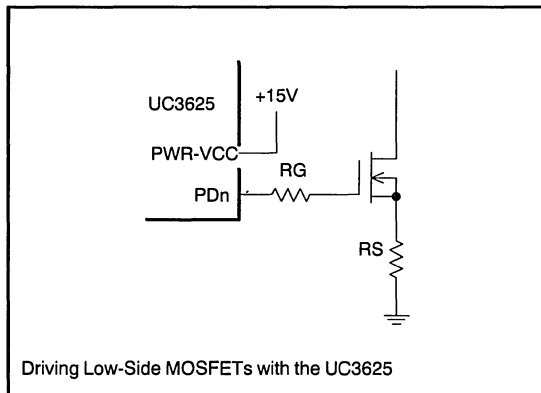 UC3625
+15V
PWR-VCC
RG
PDn
RS
Driving Low-Side MOSFETs with the UC3625